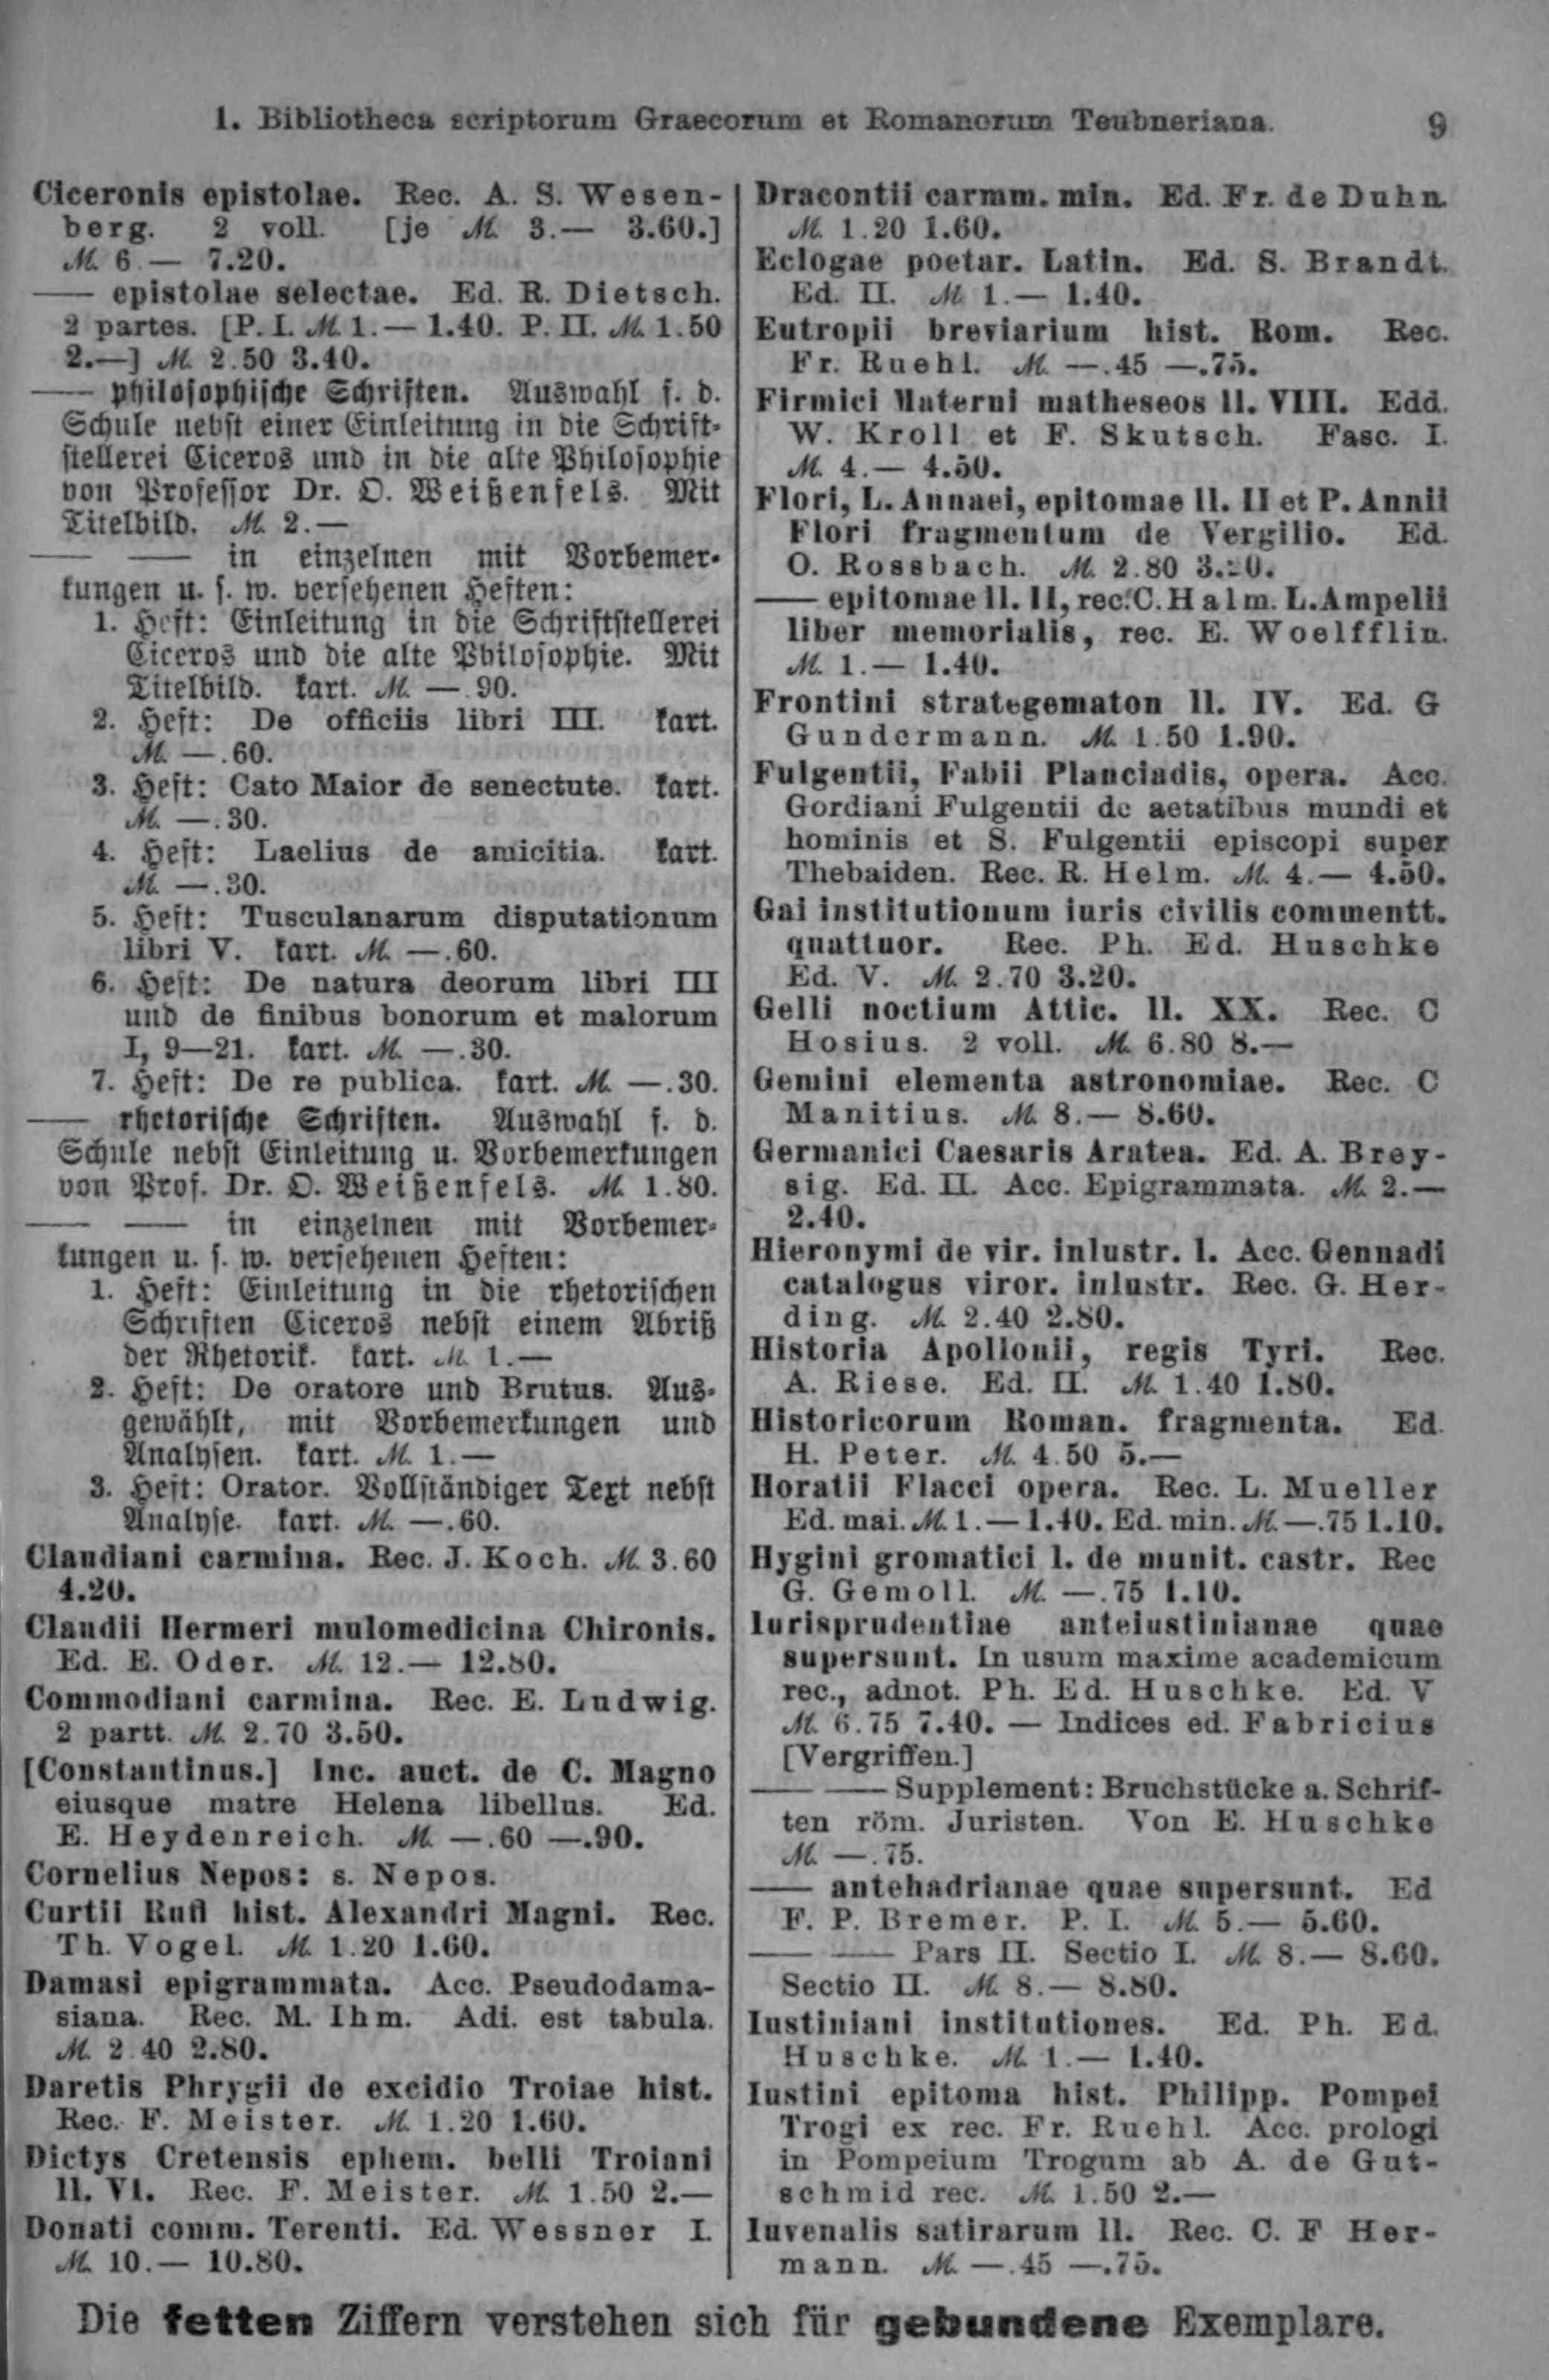 1. Bibliotheca scriptorum Graecorum et Romanorum Teubneriana. 9
Ciceronis epistolae. Rec. A. S. Wesen-
berg. 2 voll. [je M. 3.— 3.60.]
M. 6.— 7.20.
—— epistolae selectae. Ed. R. Dietsch.
2 partes. [P. I. M. 1.— 1.40. P. II. M. 1.50
2.—] M. 2.50 3.40.
—— philosophische Schriften. Auswahl f. d.
Schule nebst einer Einleitung in die Schrift-
stellerei Ciceros und in die alte Philosophie
von Professor Dr. O. Weißenfels. Mit
Titelbild. M. 2.—
—— —— in einzelnen mit Vorbemer-
kungen u. s. w. versehenen Heften:
1. Heft: Einleitung in die Schriftstellerei
Ciceros und die alte Philosophie. Mit
Titelbild. kart. M. —.90.
2. Heft: De officiis libri III. kart.
M. —.60.
3. Heft: Cato Maior de senectute. kart.
M. —.30.
4. Heft: Laelius de amicitia. kart.
M. —.30.
5. Heft: Tusculanarum disputationum
libri V. kart. M. —.60.
6. Heft: De natura deorum libri III
und de finibus bonorum et malorum
I, 9—21. kart. M. —.30.
7. Heft: De re publica. kart. M. —.30.
—— rhetorische Schriften. Auswahl f. d.
Schule nebst Einleitung u. Vorbemerkungen
von Prof. Dr. O. Weißenfels. M. 1.80.
—— —— in einzelnen mit Vorbemer-
kungen u. s. w. versehenen Heften:
1. Heft: Einleitung in die rhetorischen
Schriften Ciceros nebst einem Abriß
der Rhetorik. kart. M. 1.—
2. Heft: De oratore und Brutus. Aus-
gewählt, mit Vorbemerkungen und
Analysen. kart. M. 1.—
3. Heft: Orator. Vollständiger Text nebst
Analyse. kart. M. —.60.
Claudiani carmina. Rec. J. Koch. M. 3.60
4.20.
Claudii Hermeri mulomedicina Chironis.
Ed. E. Oder. M. 12.— 12.80.
Commodiani carmina. Rec. E. Ludwig.
2 partt. M. 2.70 3.50.
[Constantinus.] Inc. auct. de C. Magno
eiusque matre Helena libellus. Ed.
E. Heydenreich. M. —.60 —.90.
Cornelius Nepos: s. Nepos.
Curtii Rufi hist. Alexandri Magni. Rec.
Th. Vogel. M. 1.20 1.60.
Damasi epigrammata. Acc. Pseudodama-
siana. Rec. M. Ihm. Adi. est tabula.
M. 2.40 2.80.
Daretis Phrygii de excidio Troiae hist.
Rec. F. Meister. M. 1.20 1.60.
Dictys Cretensis ephem. belli Troiani
ll. VI. Rec. F. Meister. M. 1.50 2.—
Donati comm. Terenti. Ed. Wessner I.
M. 10.— 10.80.
Dracontii carmm. min. Ed. Fr. de Duhn.
M. 1.20 1.60.
Eclogae poetar. Latin. Ed. S. Brandt.
Ed. II. M. 1.— 1.40.
Eutropii breviarium hist. Rom. Rec.
Fr. Ruehl. M. —.45 —.75.
Firmici Materni matheseos ll. VIII. Edd.
W. Kroll et F. Skutsch. Fasc. I.
M. 4.— 4.50.
Flori, L. Annaei, epitomae ll. II et P. Annii
Flori fragmentum de Vergilio. Ed.
O. Rossbach. M. 2.80 3.20.
—— epitomae ll. II, rec. C. Halm. L. Ampelii
liber memorialis, rec. E. Woelfflin.
M. 1.— 1.40.
Frontini strategematon ll. IV. Ed. G
Gundermann. M. 1.50 1.90.
Fulgentii, Fabii Planciadis, opera. Acc.
Gordiani Fulgentii de aetatibus mundi et
hominis et S. Fulgentii episcopi super
Thebaiden. Rec. R. Helm. M. 4.— 4.50.
Gai institutionum iuris civilis commentt.
quattuor. Rec. Ph. Ed. Huschke
Ed. V. M. 2.70 3.20.
Gelli noctium Attic. ll. XX. Rec. C
Hosius. 2 voll. M. 6.80 8.—
Gemini elementa astronomiae. Rec. C
Manitius. M. 8.— 8.60.
Germanici Caesaris Aratea. Ed. A. Brey-
sig. Ed. II. Acc. Epigrammata. M. 2.—
2.40.
Hieronymi de vir. inlustr. l. Acc. Gennadi
catalogus viror. inlustr. Rec. G. Her-
ding. M. 2.40 2.80.
Historia Apollonii, regis Tyri. Rec.
A. Riese. Ed. II. M. 1.40 1.80.
Historicorum Roman. fragmenta. Ed.
H. Peter. M. 4.50 5.—
Horatii Flacci opera. Rec. L. Mueller
Ed. mai. M. 1.— 1.40. Ed. min. M. —.75 1.10.
Hygini gromatici l. de munit. castr. Rec
G. Gemoll. M. —.75 1.10.
Iurisprudentiae anteiustinianae quae
supersunt. In usum maxime academicum
rec., adnot. Ph. Ed. Huschke. Ed. V
M. 6.75 7.40. — Indices ed. Fabricius
[Vergriffen.]
—— —— Supplement: Bruchstücke a. Schrif-
ten röm. Juristen. Von E. Huschke
M. —.75.
—— antehadrianae quae supersunt. Ed
F. P. Bremer. P. I. M. 5.— 5.60.
—— —— Pars II. Sectio I. M. 8.— 8.60.
Sectio II. M. 8.— 8.80.
Iustiniani institutiones. Ed. Ph. Ed.
Huschke. M. 1.— 1.40.
Iustini epitoma hist. Philipp. Pompei
Trogi ex rec. Fr. Ruehl. Acc. prologi
in Pompeium Trogum ab A. de Gut-
schmid rec. M. 1.50 2.—
Iuvenalis satirarum ll. Rec. C. F Her-
mann. M. —.45 —.75.
Die fetten Ziffern verstehen sich für gebundene Exemplare.